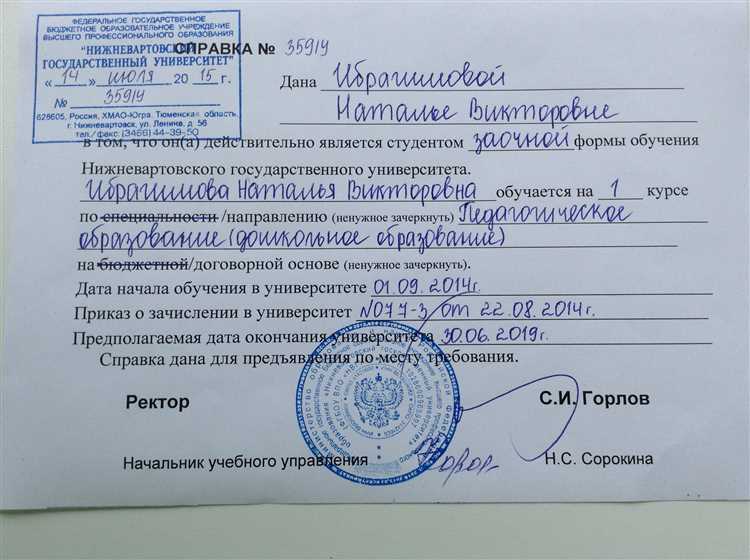 ФЕДЕРАЛЬНОЕ ГОСУДАРСТВЕННОЕ
БЮДЖЕТНОЕ ОБРАЗОВАТЕЛЬНОЕ УЧРЕЖДЕНИЕ
ВЫСШЕГО ПРОФЕССИОНАЛЬНОГО ОБРАЗОВАНИЯ
"НИЖНЕВАРТОВСКИЙ
ГОСУДАРСТВЕННЫЙ УНИВЕРСИТЕТ"
« 14 » июля 2015 г.
№ 359/у
628605, Россия, ХМАО-Югра, Тюменская область,
г. Нижневартовск, ул. Ленина, д. 56
тел./факс (3466) 44-39-50
СПРАВКА № 359/у
Дана Ибрагимовой
Наталье Викторовне
в том, что он(а) действительно является студентом заочной формы обучения
Нижневартовского государственного университета.
Ибрагимова Наталья Викторовна обучается на 1 курсе
по специальности /направлению (ненужное зачеркнуть) Педагогическое
образование (дошкольное образование)
на бюджетной/договорной основе (ненужное зачеркнуть).
Дата начала обучения в университете 01.09.2014г.
Приказ о зачислении в университет №077-3 от 22.08.2014г.
Предполагаемая дата окончания университета 30.06.2019г.
Справка дана для предъявления по месту требования.
Ректор С.И. Горлов
Начальник учебного управления Н.С. Сорокина